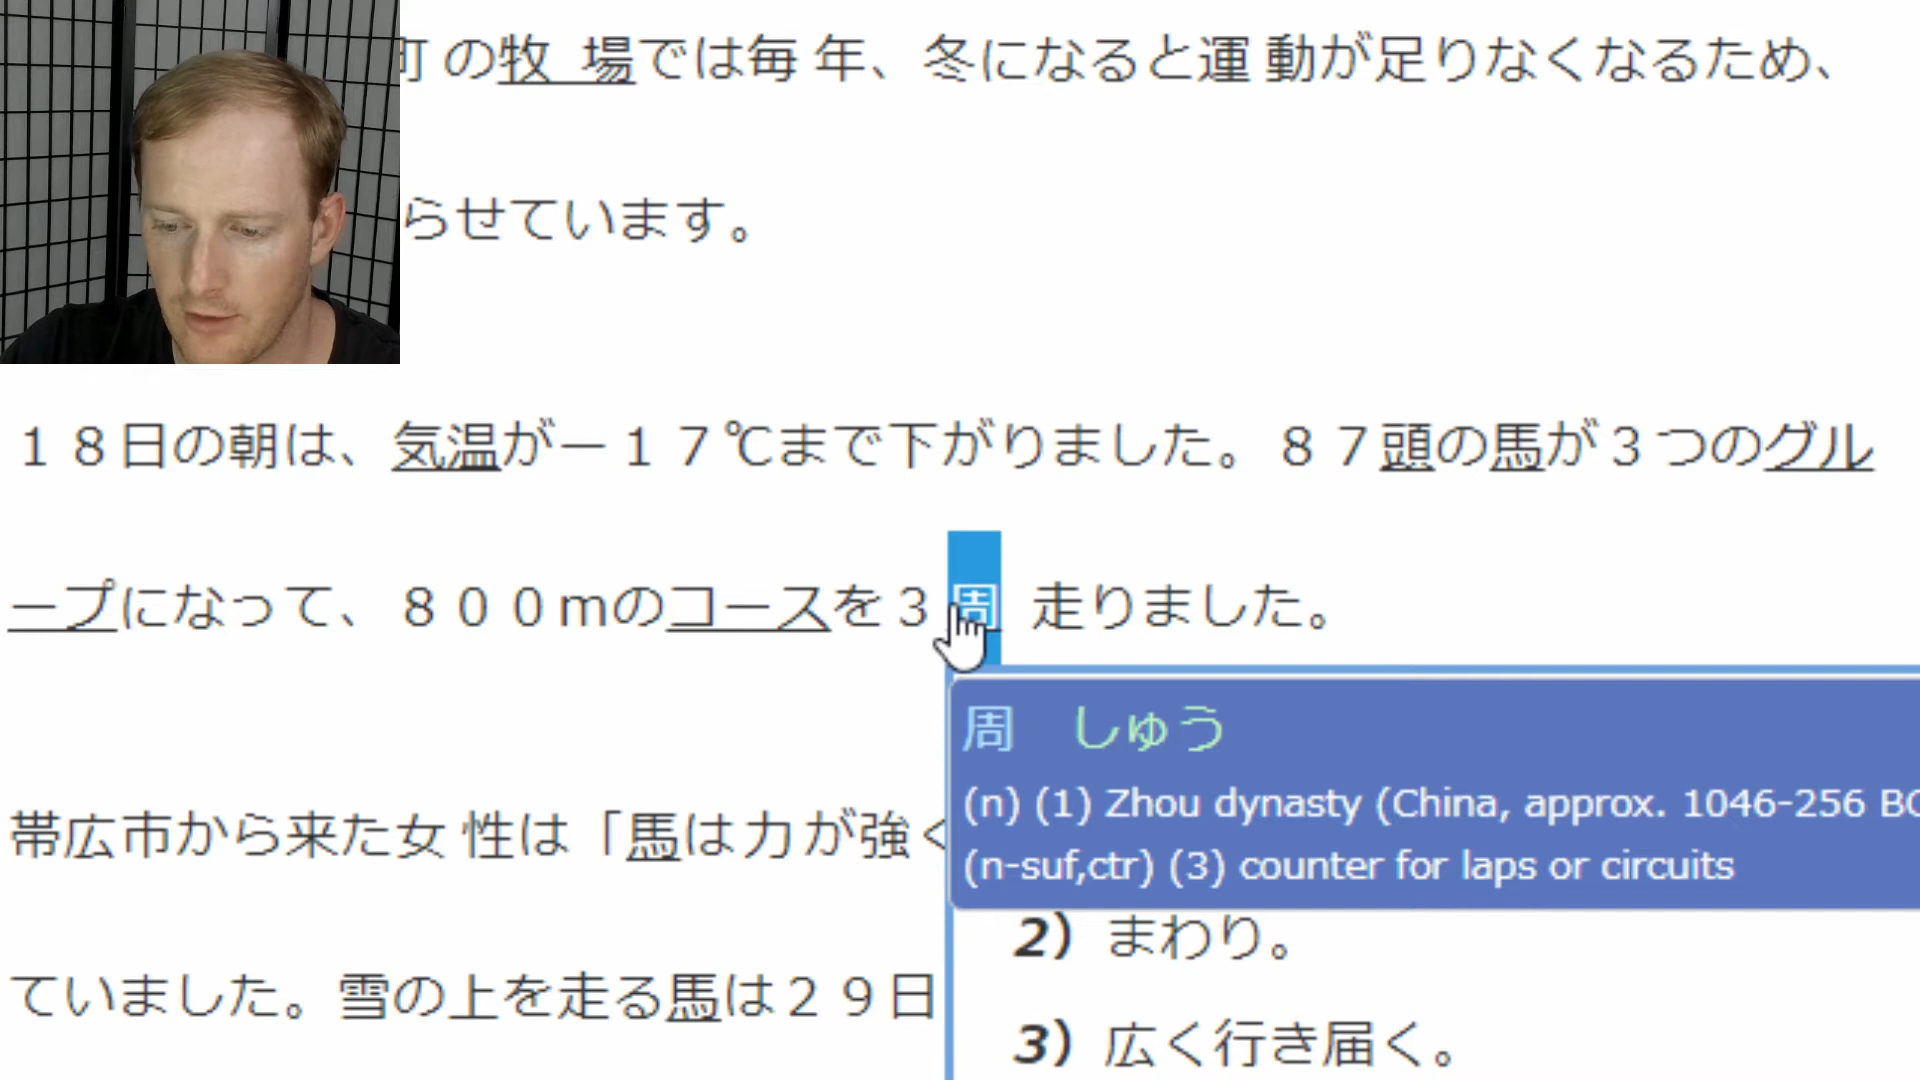 町の牧場では毎年、冬になると運動が足りなくなるため、
らせています。
18日の朝は、気温がー17℃まで下がりました。87頭の馬が3つのグル
ープになって、800mのコースを3周 走りました。
周 しゅう
(n) (1) Zhou dynasty (China, approx. 1046-256 BC
(n-suf,ctr) (3) counter for laps or circuits
2) まわり。
3) 広く行き届く。
帯広市から来た女性は「馬は力が強く
ていました。雪の上を走る馬は29日